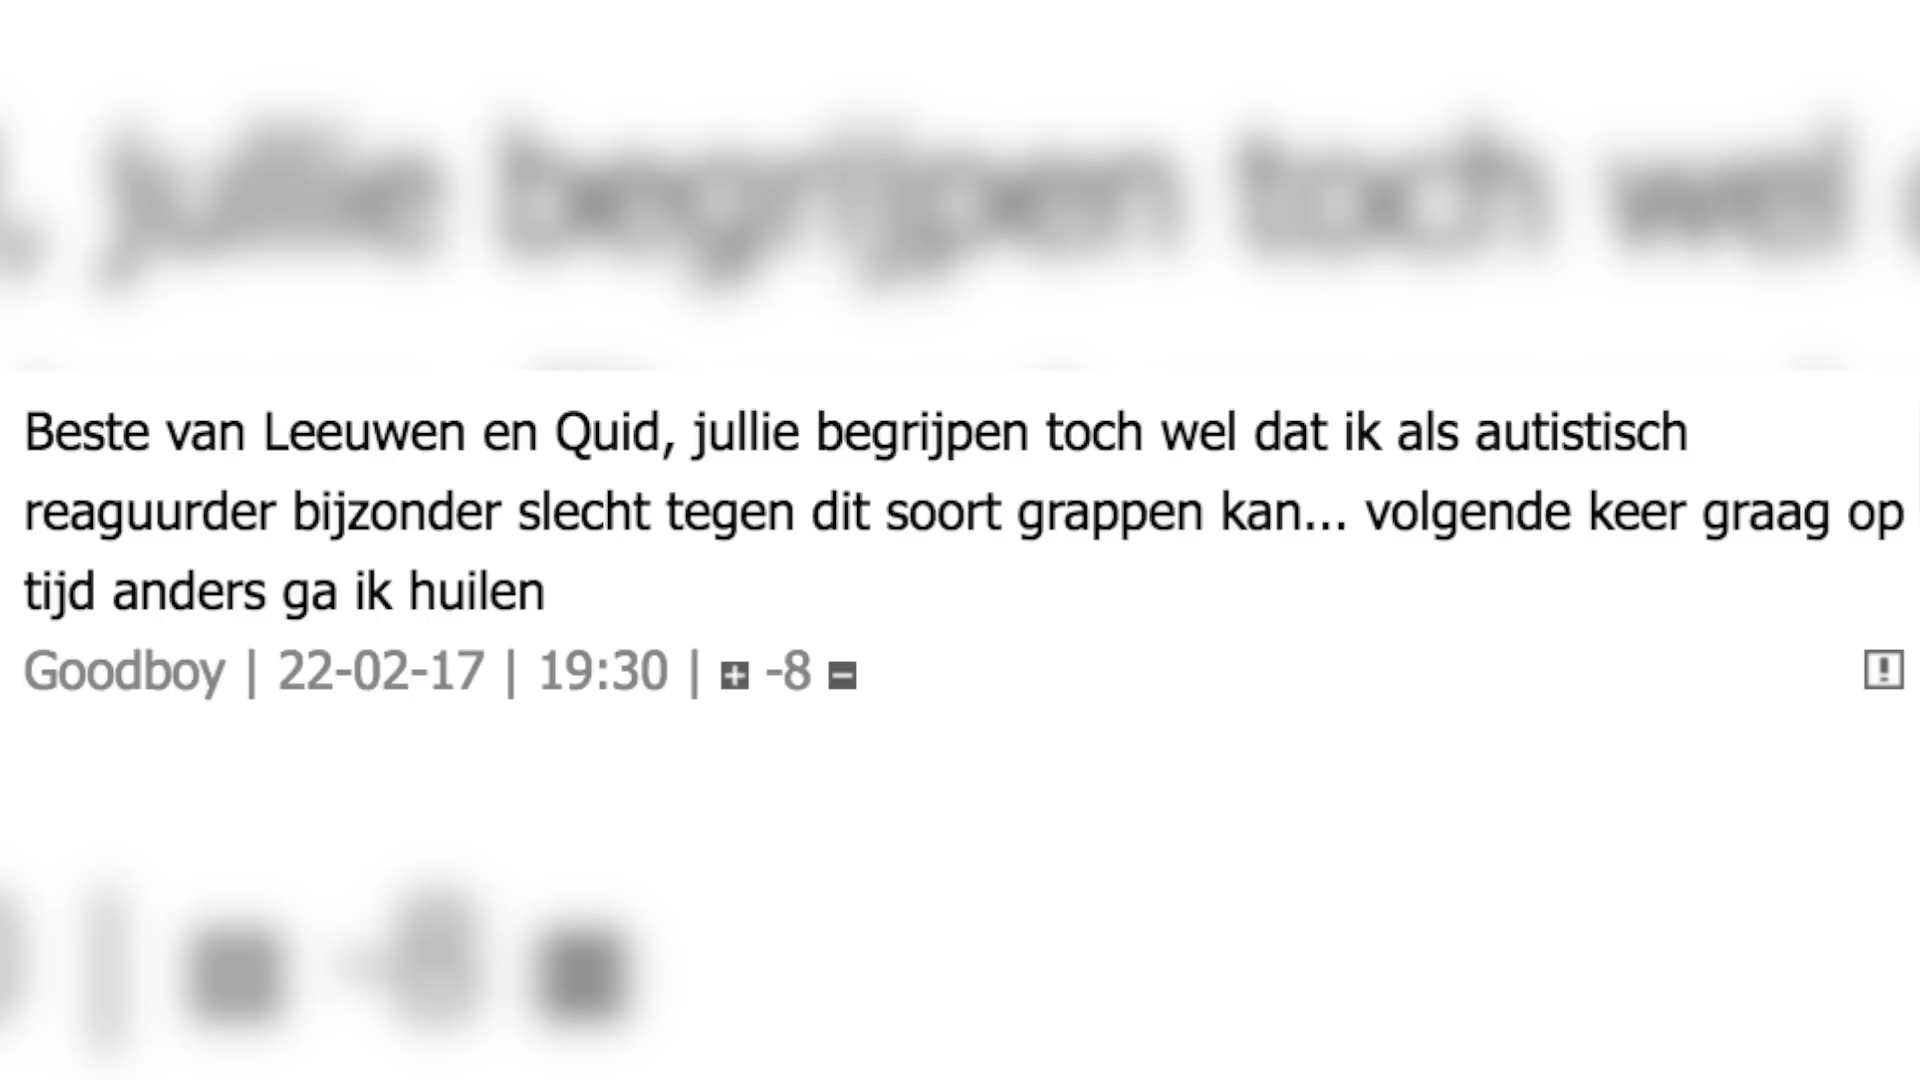 Beste van Leeuwen en Quid, jullie begrijpen toch wel dat ik als autistisch
reaguurder bijzonder slecht tegen dit soort grappen kan... volgende keer graag op
tijd anders ga ik huilen
Goodboy | 22-02-17 | 19:30 | + -8 -